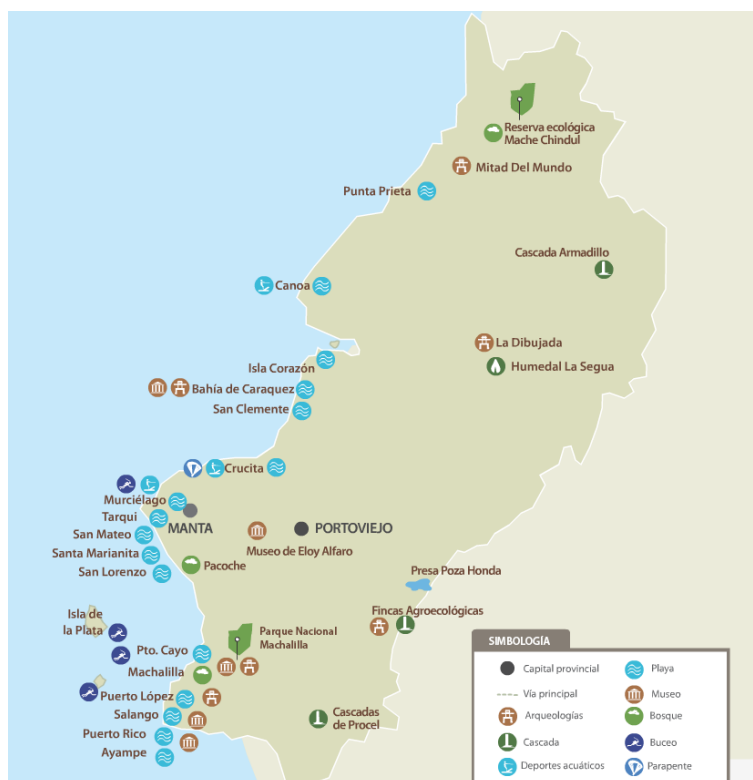 Reserva ecológica
Mache Chindul
Mitad Del Mundo
Punta Prieta
Cascada Armadillo
Canoa
La Dibujada
Isla Corazón
Humedal La Segua
Bahía de Caraquez
San Clemente
Crucita
Murciélago
Tarqui
MANTA
PORTOVIEJO
San Mateo
Museo de Eloy Alfaro
Santa Marianita
Pacoche
San Lorenzo
Presa Poza Honda
Isla de
la Plata
Fincas Agroecológicas
Parque Nacional
Machalilla
Pto. Cayo
Machalilla
Puerto López
Salango
Cascadas
de Procel
Puerto Rico
Ayampe
SIMBOLOGÍA
Capital provincial
Playa
Vía principal
Museo
Arqueologías
Bosque
Cascada
Buceo
Deportes acuáticos
Parapente